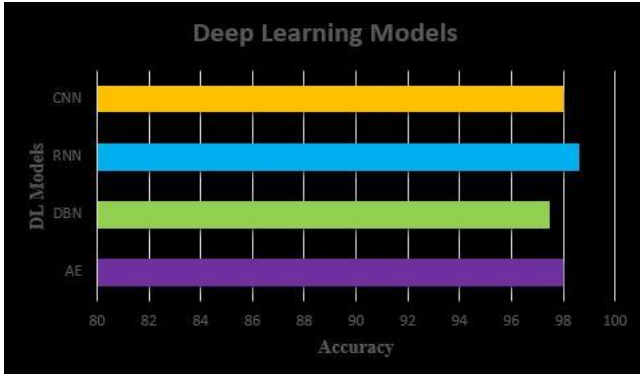 Deep Learning Models
DL Models
CNN
RNN
DBN
AE
80 82 84 86 88 90 92 94 96 98 100
Accuracy